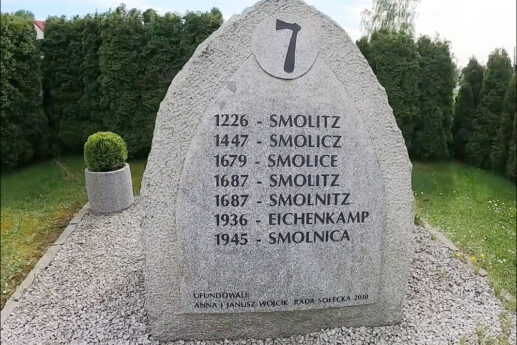 7
1226 - SMOLITZ
1447 - SMOLICZ
1679 - SMOLICE
1687 - SMOLITZ
1687 - SMOLNITZ
1936 - EICHENKAMP
1945 - SMOLNICA
UFUNDOWALI:
ANNA I JANUSZ WÓJCIK RADA SOŁECKA 2010